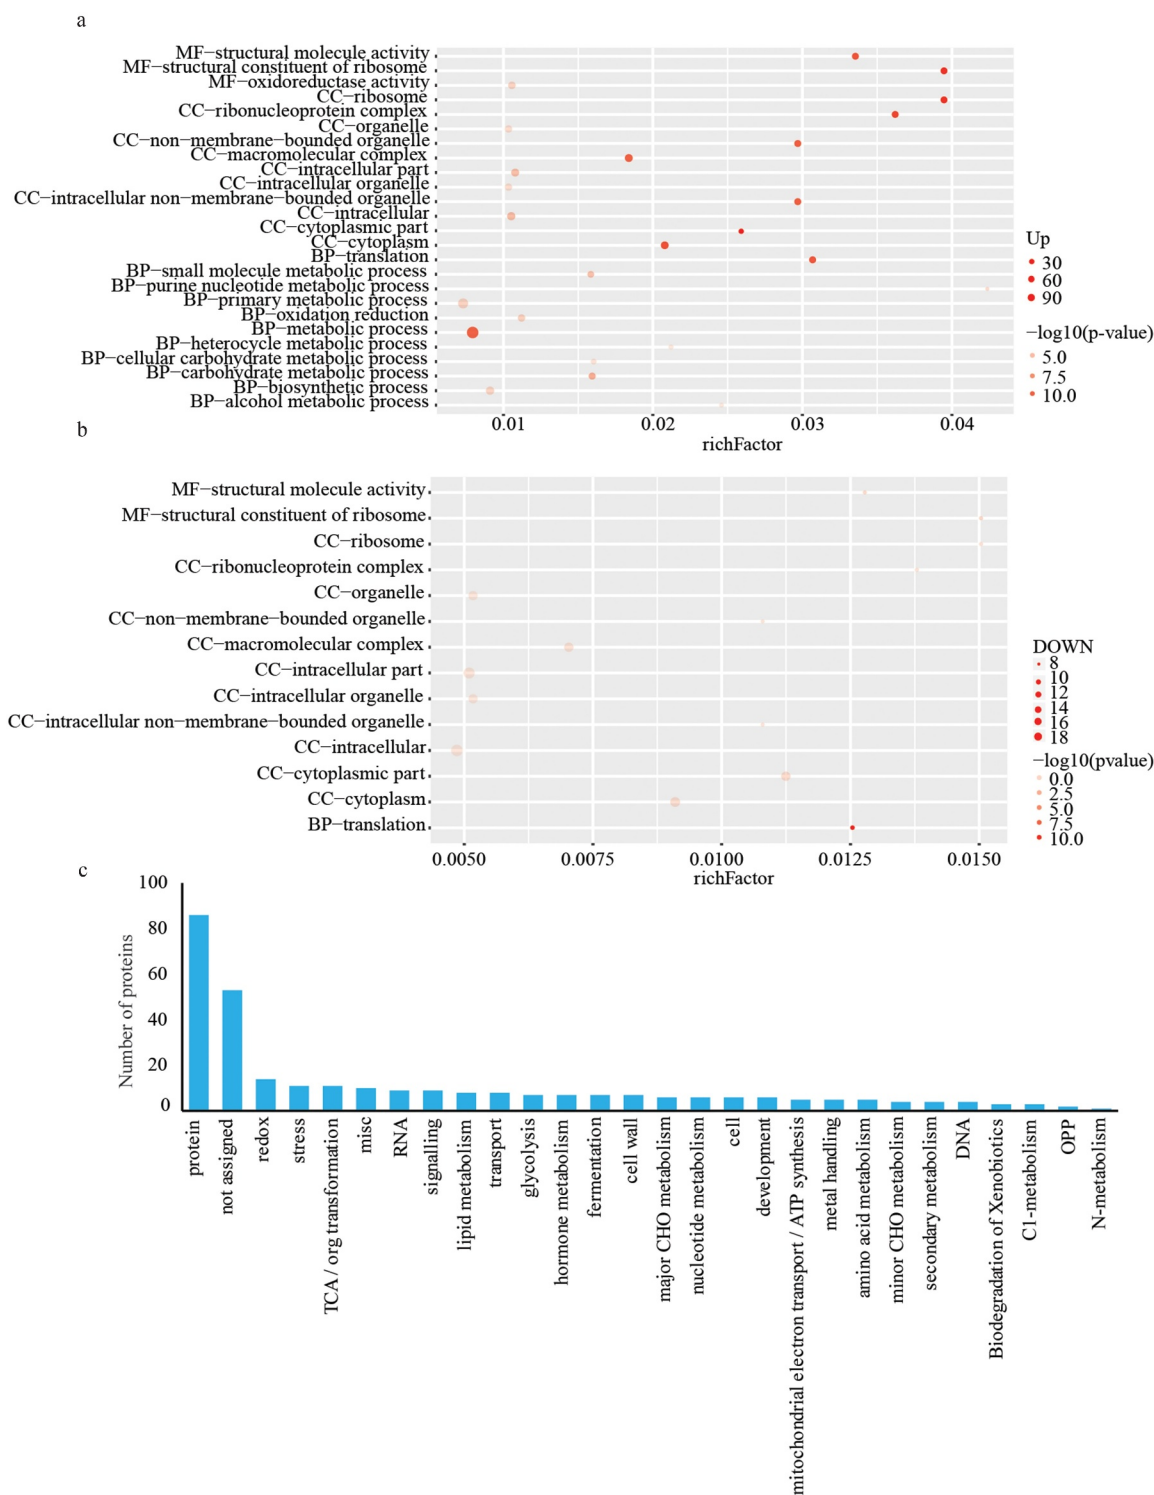 a
MF−structural molecule activity
MF−structural constituent of ribosome
MF−oxidoreductase activity
CC−ribosome
CC−ribonucleoprotein complex
CC−organelle
CC−non−membrane−bounded organelle
CC−macromolecular complex
CC−intracellular part
CC−intracellular organelle
CC−intracellular non−membrane−bounded organelle
CC−intracellular
CC−cytoplasmic part
CC−cytoplasm
BP−translation
BP−small molecule metabolic process
BP−purine nucleotide metabolic process
BP−primary metabolic process
BP−oxidation reduction
BP−metabolic process
BP−heterocycle metabolic process
BP−cellular carbohydrate metabolic process
BP−carbohydrate metabolic process
BP−biosynthetic process
BP−alcohol metabolic process
0.01 0.02 0.03 0.04
richFactor
Up
30
60
90
−log10(p-value)
5.0
7.5
10.0
b
MF−structural molecule activity
MF−structural constituent of ribosome
CC−ribosome
CC−ribonucleoprotein complex
CC−organelle
CC−non−membrane−bounded organelle
CC−macromolecular complex
CC−intracellular part
CC−intracellular organelle
CC−intracellular non−membrane−bounded organelle
CC−intracellular
CC−cytoplasmic part
CC−cytoplasm
BP−translation
0.0050 0.0075 0.0100 0.0125 0.0150
richFactor
DOWN
8
10
12
14
16
18
−log10(pvalue)
0.0
2.5
5.0
7.5
10.0
c
Number of proteins
100
80
60
40
20
0
protein
not assigned
redox
stress
TCA / org transformation
misc
RNA
signalling
lipid metabolism
transport
glycolysis
hormone metabolism
fermentation
cell wall
major CHO metabolism
nucleotide metabolism
cell
development
mitochondrial electron transport / ATP synthesis
metal handling
amino acid metabolism
minor CHO metabolism
secondary metabolism
DNA
Biodegradation of Xenobiotics
C1-metabolism
OPP
N-metabolism